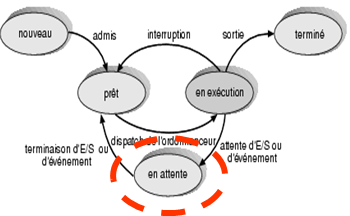 nouveau
admis
interruption
sortie
terminé
prêt
en exécution
dispatch de l'ordonnanceur
terminaison d'E/S ou
d'événement
attente d'E/S ou
d'événement
en attente